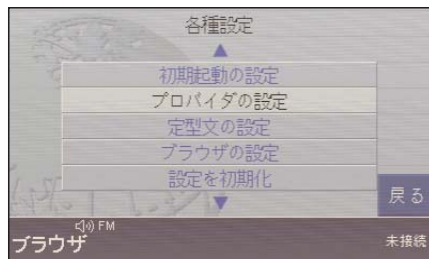 各種設定
初期起動の設定
プロバイダの設定
定型文の設定
ブラウザの設定
設定を初期化
戻る
FM
ブラウザ
未接続